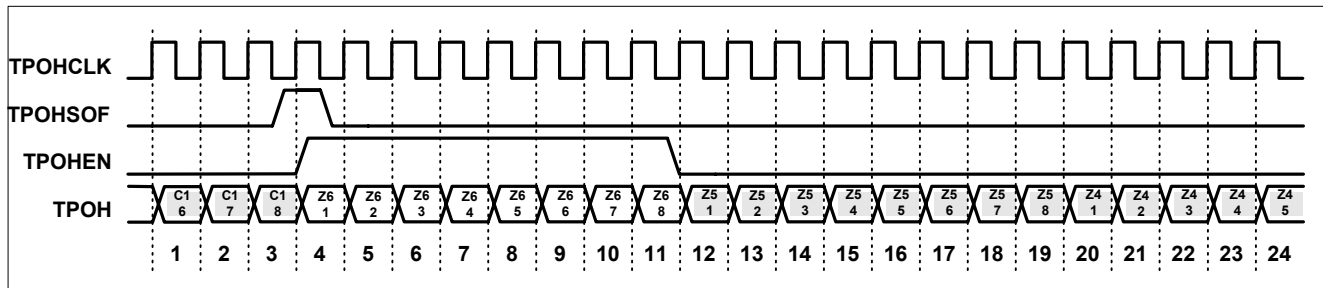 TPOHCLK
TPOHSOF
TPOHEN
TPOH
C1 C1 C1 Z6 Z6 Z6 Z6 Z6 Z6 Z6 Z6 Z5 Z5 Z5 Z5 Z5 Z5 Z5 Z5 Z4 Z4 Z4 Z4 Z4
6 7 8 1 2 3 4 5 6 7 8 1 2 3 4 5 6 7 8 1 2 3 4 5
1 2 3 4 5 6 7 8 9 10 11 12 13 14 15 16 17 18 19 20 21 22 23 24